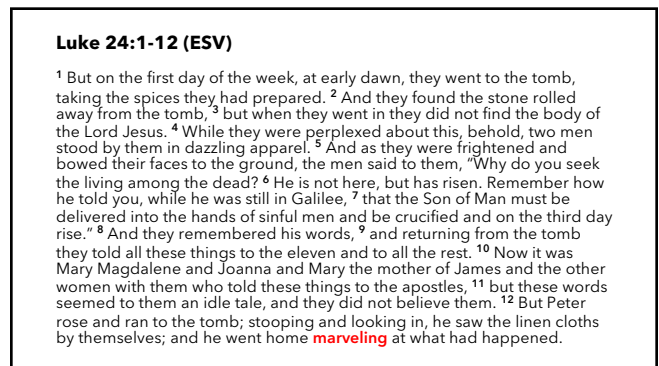 Luke 24:1-12 (ESV)
1 But on the first day of the week, at early dawn, they went to the tomb,
taking the spices they had prepared. 2 And they found the stone rolled
away from the tomb, 3 but when they went in they did not find the body of
the Lord Jesus. 4 While they were perplexed about this, behold, two men
stood by them in dazzling apparel. 5 And as they were frightened and
bowed their faces to the ground, the men said to them, “Why do you seek
the living among the dead? 6 He is not here, but has risen. Remember how
he told you, while he was still in Galilee, 7 that the Son of Man must be
delivered into the hands of sinful men and be crucified and on the third day
rise.” 8 And they remembered his words, 9 and returning from the tomb
they told all these things to the eleven and to all the rest. 10 Now it was
Mary Magdalene and Joanna and Mary the mother of James and the other
women with them who told these things to the apostles, 11 but these words
seemed to them an idle tale, and they did not believe them. 12 But Peter
rose and ran to the tomb; stooping and looking in, he saw the linen cloths
by themselves; and he went home marveling at what had happened.